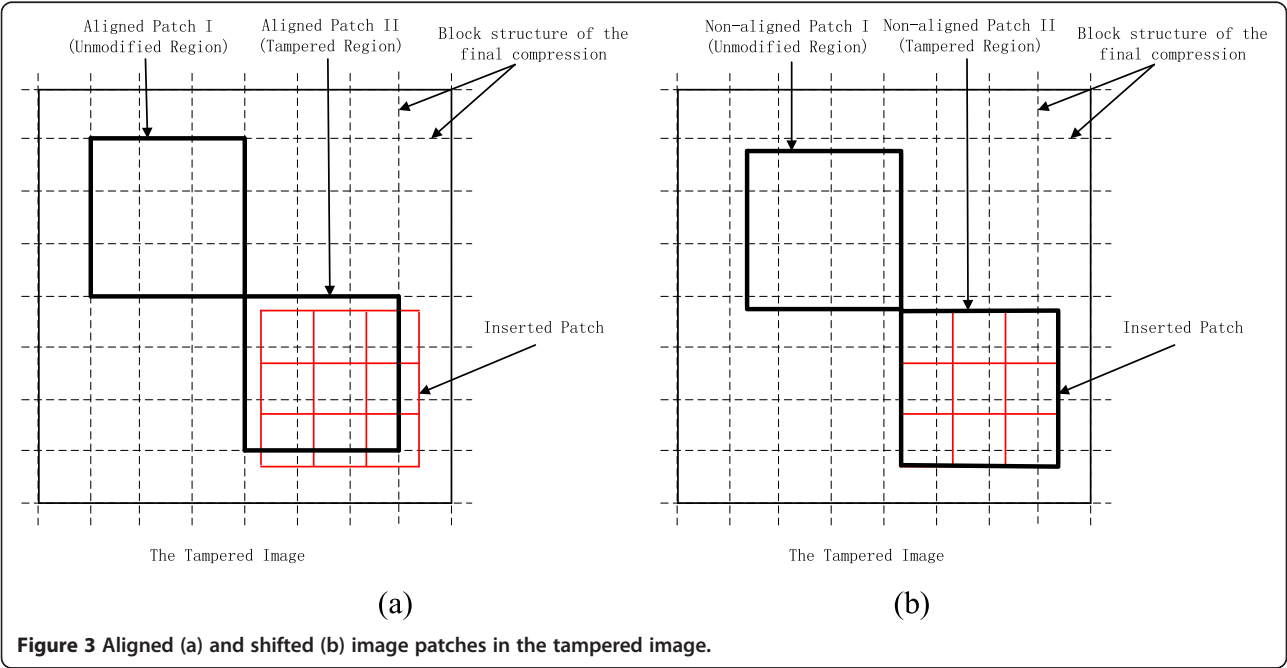 Aligned Patch I
(Unmodified Region)
Aligned Patch II
(Tampered Region)
Block structure of the
final compression
Inserted Patch
The Tampered Image
(a)
Non-aligned Patch I
(Unmodified Region)
Non-aligned Patch II
(Tampered Region)
Block structure of the
final compression
Inserted Patch
The Tampered Image
(b)
Figure 3 Aligned (a) and shifted (b) image patches in the tampered image.